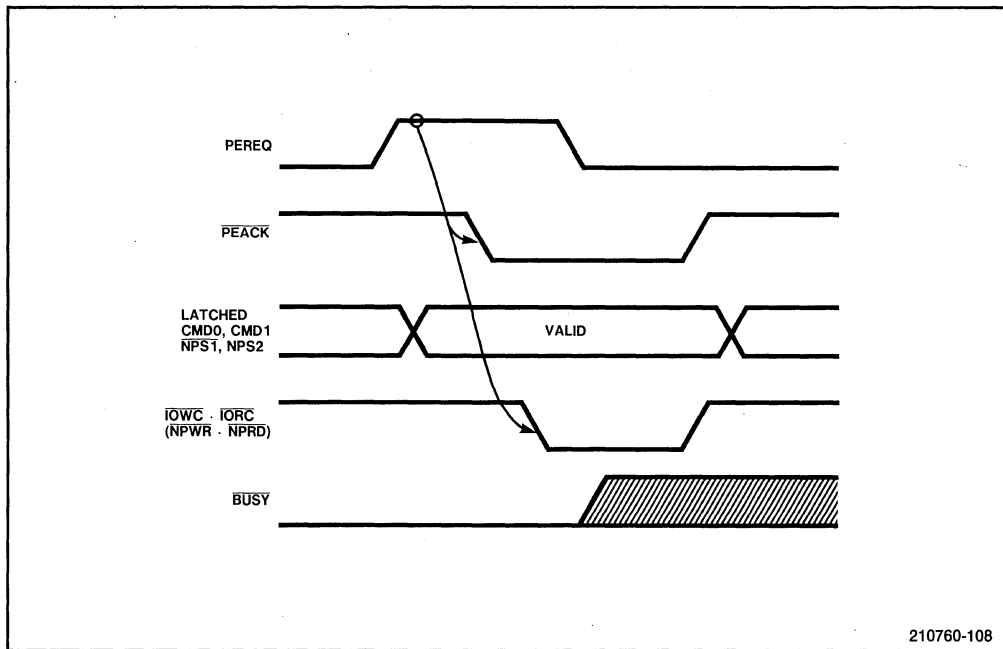 PEREQ
PEACK
LATCHED
CMD0, CMD1
NPS1, NPS2
VALID
IOWC · IORC
(NPWR · NPRD)
BUSY
210760-108